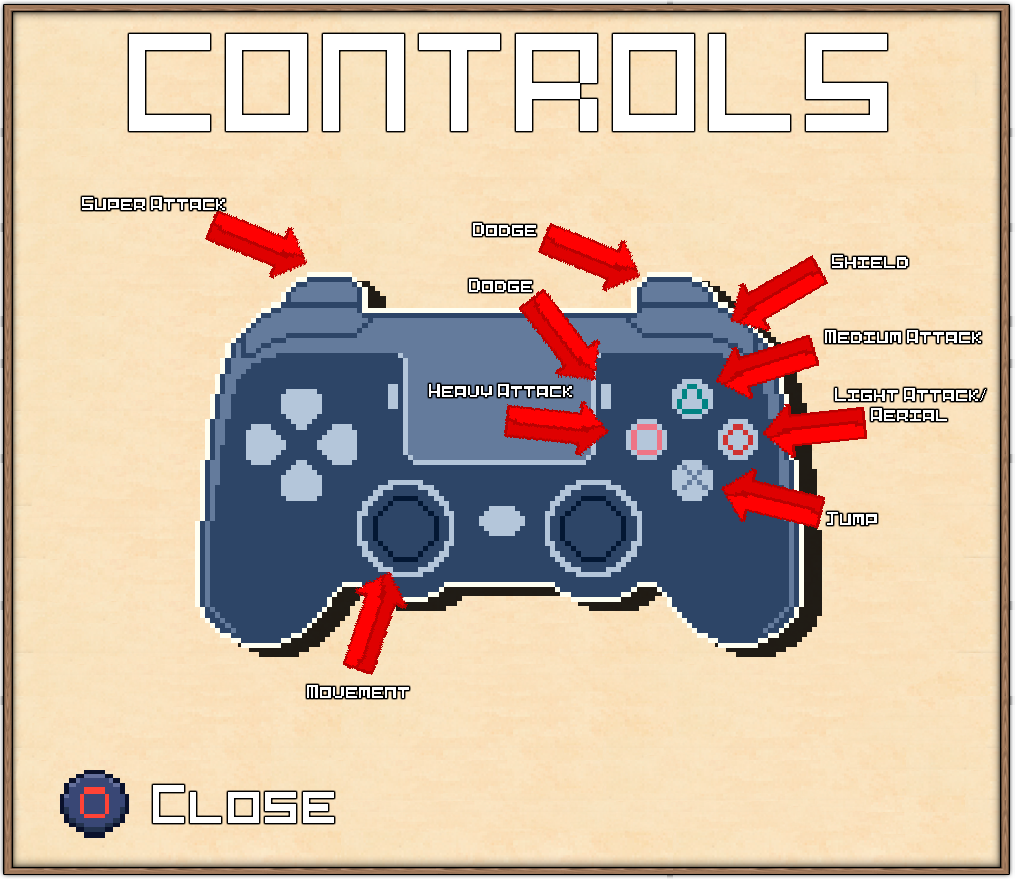 CONTROLS
SUPER ATTACK
DODGE
SHIELD
DODGE
MEDIUM ATTACK
HEAVY ATTACK
LIGHT ATTACK/
AERIAL
JUMP
MOVEMENT
CLOSE